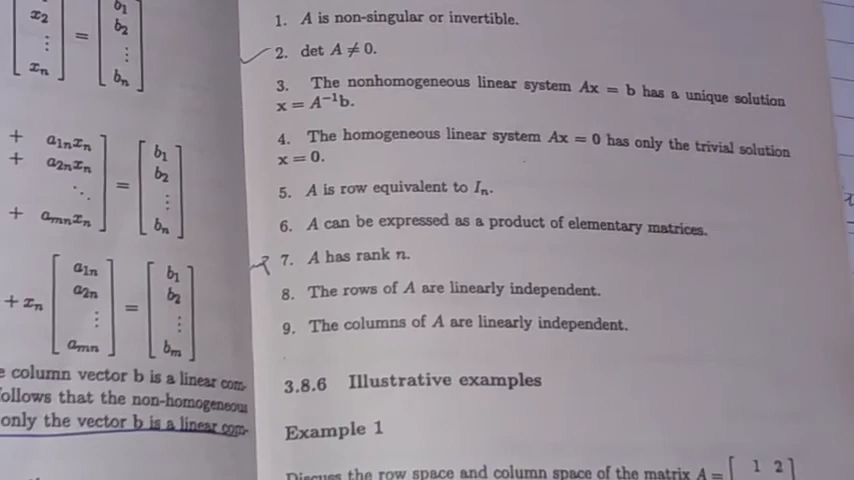 x₂
⋮
xₙ
=
b₁
b₂
⋮
bₙ
+ a₁ₙxₙ
+ a₂ₙxₙ
⋱
+ aₘₙxₙ
=
b₁
b₂
⋮
bₙ
+ xₙ
a₁ₙ
a₂ₙ
⋮
aₘₙ
=
b₁
b₂
⋮
bₘ
column vector b is a linear com-
follows that the non-homogeneous
only the vector b is a linear com-
1. A is non-singular or invertible.
2. det A ≠ 0.
3. The nonhomogeneous linear system Ax = b has a unique solution
x = A⁻¹b.
4. The homogeneous linear system Ax = 0 has only the trivial solution
x = 0.
5. A is row equivalent to Iₙ.
6. A can be expressed as a product of elementary matrices.
7. A has rank n.
8. The rows of A are linearly independent.
9. The columns of A are linearly independent.
3.8.6 Illustrative examples
Example 1
Discuss the row space and column space of the matrix A = [ 1 2 ]